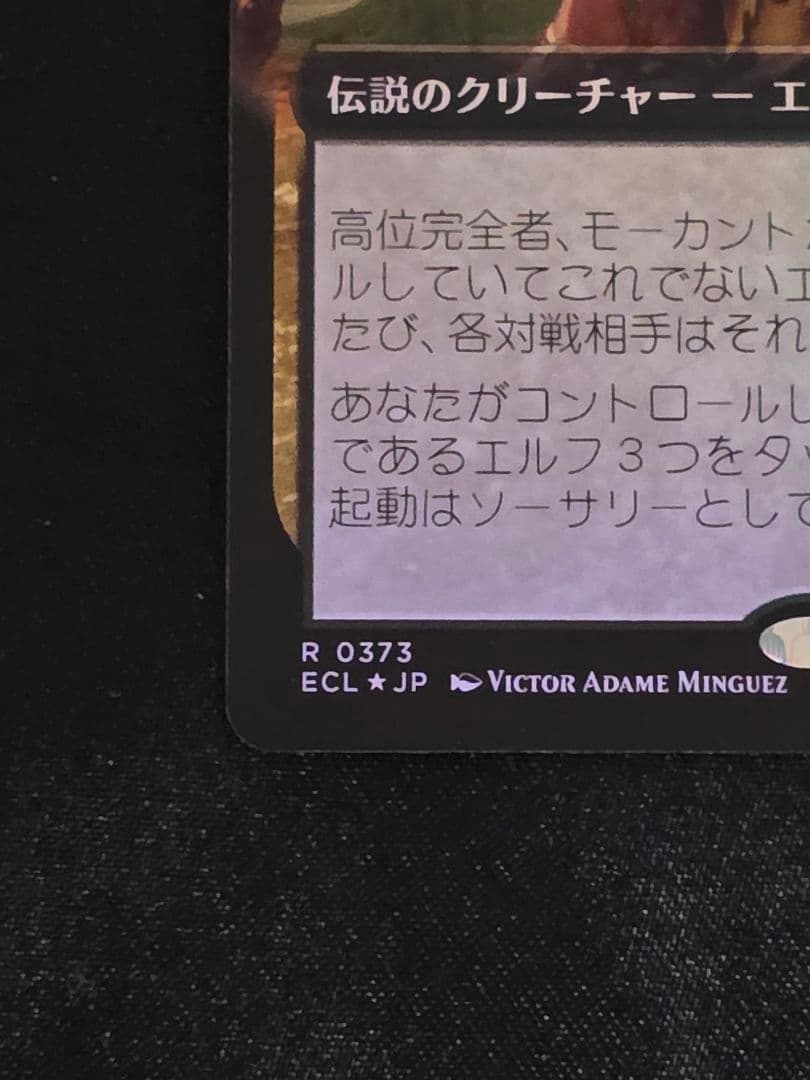 伝説のクリーチャー — エ
高位完全者、モーカント
ルしていてこれでないエ
たび、各対戦相手はそれ
あなたがコントロールし
であるエルフ３つをタッ
起動はソーサリーとして
R 0373
ECL★JP VICTOR ADAME MINGUEZ